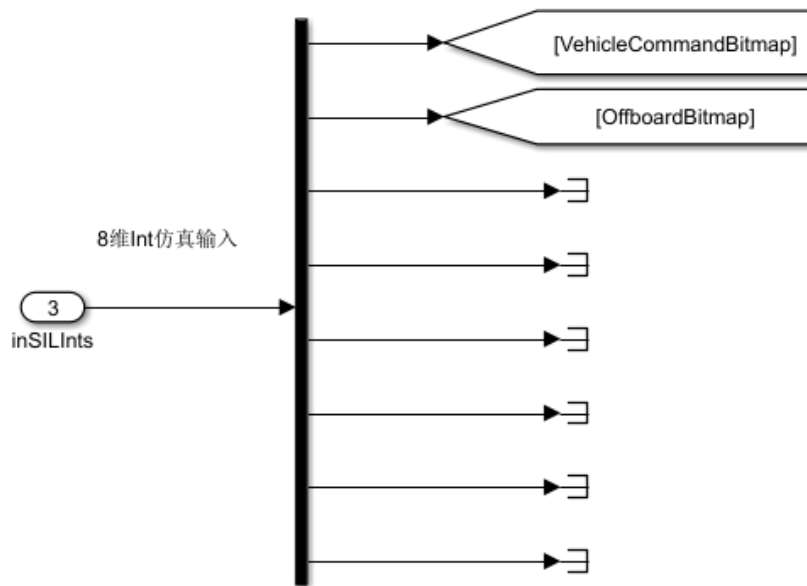 [VehicleCommandBitmap]
[OffboardBitmap]
8维Int仿真输入
3
inSILInts